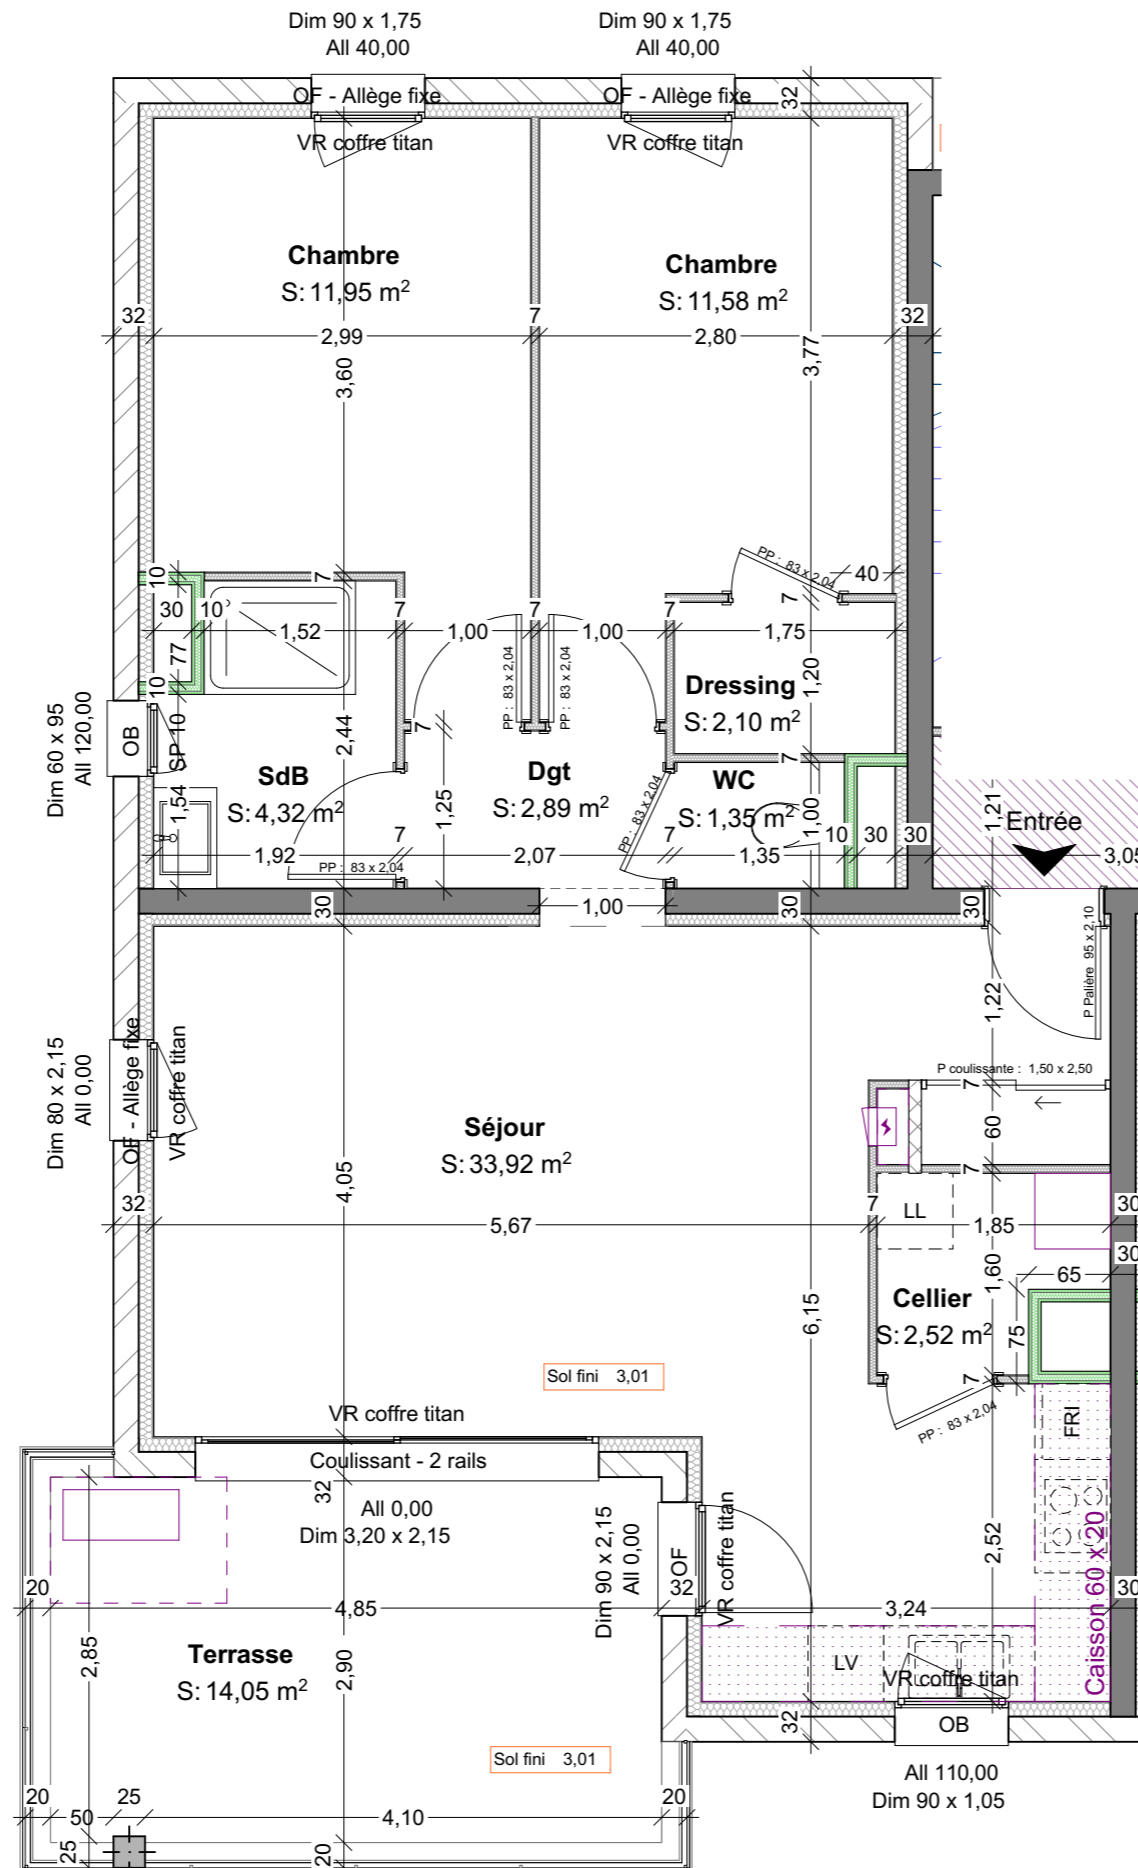 Dim 90 x 1,75
All 40,00
Dim 90 x 1,75
All 40,00
OF - Allège fixe
VR coffre titan
OF - Allège fixe
VR coffre titan
32
Chambre
S: 11,95 m²
Chambre
S: 11,58 m²
32
2,99
7
2,80
32
3,60
3,77
PP : 83 x 2,04
40
10
30
10
7
7
7
7
7
1,52
1,00
1,00
1,75
77
10
PP : 83 x 2,04
PP : 83 x 2,04
1,20
Dressing
S: 2,10 m²
Dim 60 x 95
All 120,00
OB
SP 10
2,44
7
7
SdB
S: 4,32 m²
Dgt
S: 2,89 m²
WC
S: 1,35 m²
1,54
1,25
1,00
PP : 83 x 2,04
7
7
10
30
30
1,92
PP : 83 x 2,04
2,07
1,35
1,21
Entrée
3,05
30
1,00
30
30
P Palière 95 x 2,10
1,22
Dim 80 x 2,15
All 0,00
OF - Allège fixe
VR coffre titan
P coulissante : 1,50 x 2,50
7
60
7
Séjour
S: 33,92 m²
4,05
32
5,67
7
LL
1,85
30
30
1,60
65
Cellier
S: 2,52 m²
75
6,15
Sol fini 3,01
7
PP : 83 x 2,04
FRI
VR coffre titan
Coulissant - 2 rails
32
All 0,00
Dim 3,20 x 2,15
Dim 90 x 2,15
All 0,00
OF
VR coffre titan
2,52
Caisson 60 x 20
20
4,85
32
3,24
30
2,85
Terrasse
S: 14,05 m²
2,90
LV
VR coffre titan
OB
32
Sol fini 3,01
All 110,00
Dim 90 x 1,05
20
50
25
4,10
20
25
20